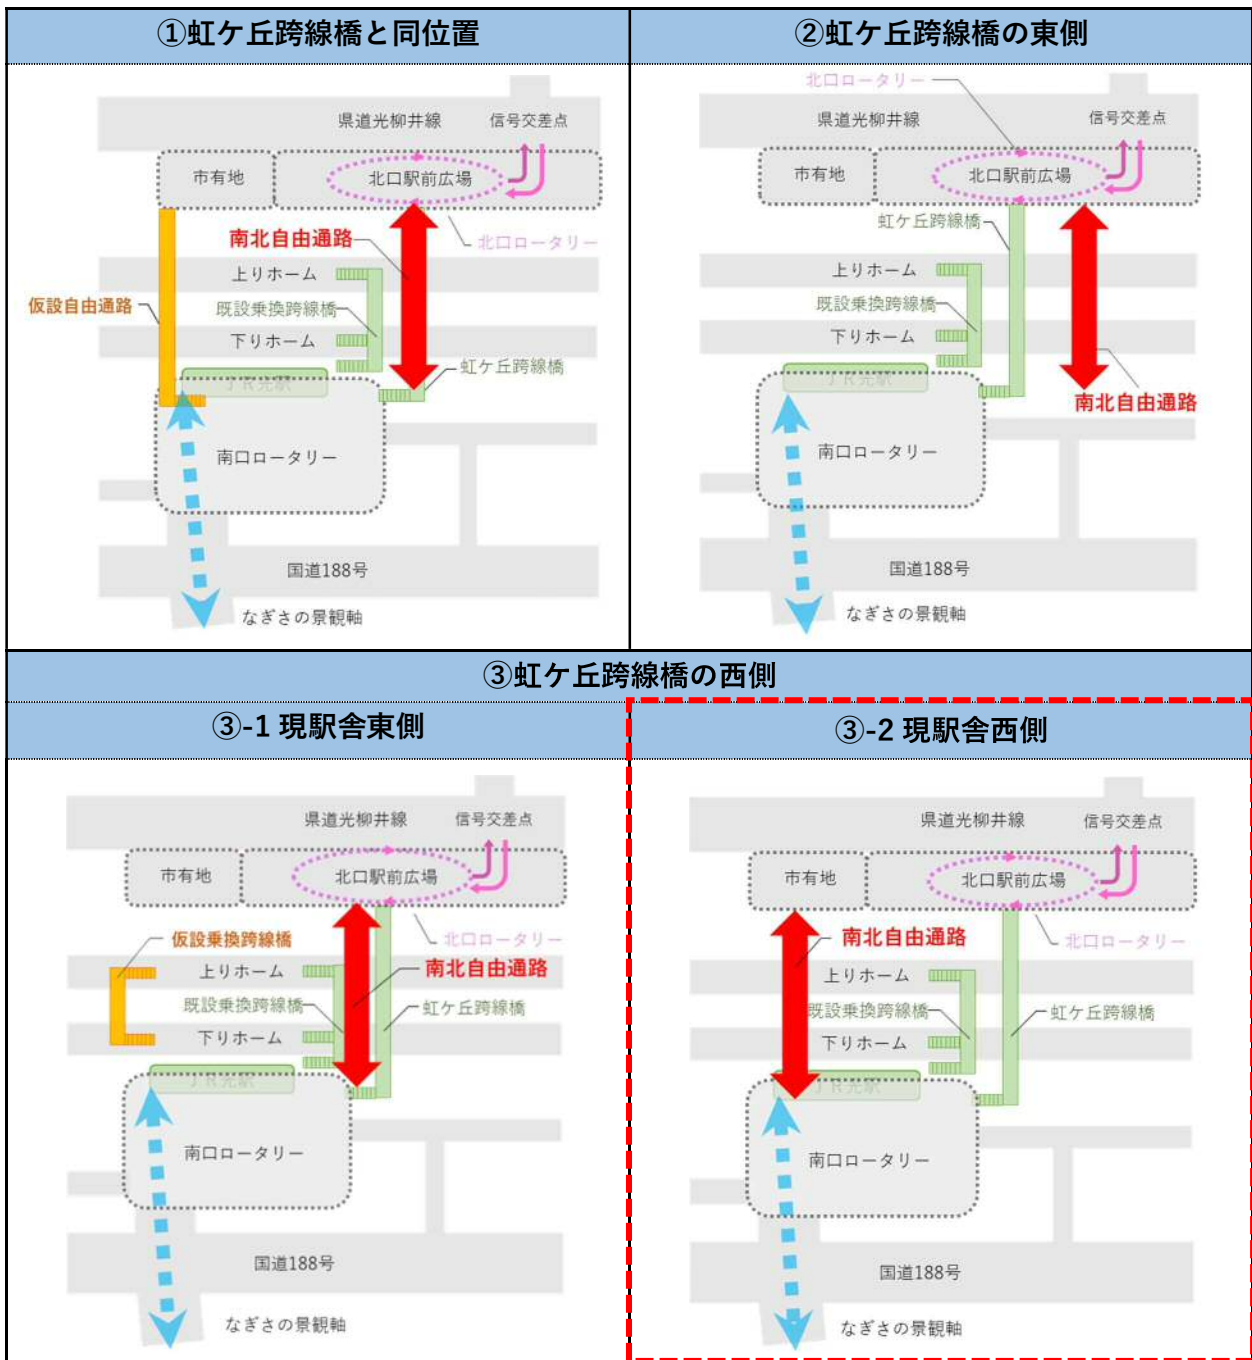 ①虹ケ丘跨線橋と同位置
県道光柳井線
信号交差点
市有地
北口駅前広場
南北自由通路
北口ロータリー
上りホーム
仮設自由通路
既設乗換跨線橋
下りホーム
虹ケ丘跨線橋
JR光駅
南口ロータリー
国道188号
なぎさの景観軸
②虹ケ丘跨線橋の東側
北口ロータリー
県道光柳井線
信号交差点
市有地
北口駅前広場
虹ケ丘跨線橋
上りホーム
既設乗換跨線橋
下りホーム
JR光駅
南北自由通路
南口ロータリー
国道188号
なぎさの景観軸
③虹ケ丘跨線橋の西側
③-1 現駅舎東側
県道光柳井線
信号交差点
市有地
北口駅前広場
仮設乗換跨線橋
北口ロータリー
上りホーム
南北自由通路
既設乗換跨線橋
虹ケ丘跨線橋
下りホーム
JR光駅
南口ロータリー
国道188号
なぎさの景観軸
③-2 現駅舎西側
県道光柳井線
信号交差点
市有地
北口駅前広場
南北自由通路
北口ロータリー
上りホーム
既設乗換跨線橋
虹ケ丘跨線橋
下りホーム
JR光駅
南口ロータリー
国道188号
なぎさの景観軸